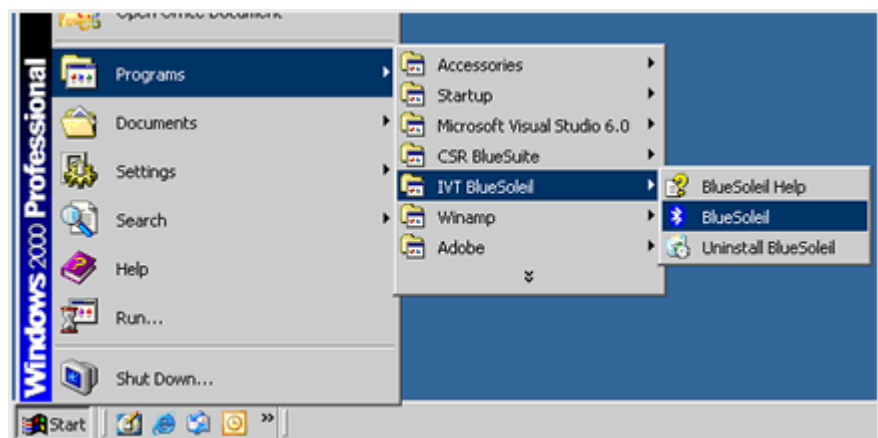 Open Office Document
Programs
Documents
Settings
Search
Help
Run...
Shut Down...
Windows 2000 Professional
Accessories
Startup
Microsoft Visual Studio 6.0
CSR BlueSuite
IVT BlueSoleil
Winamp
Adobe
BlueSoleil Help
BlueSoleil
Uninstall BlueSoleil
Start